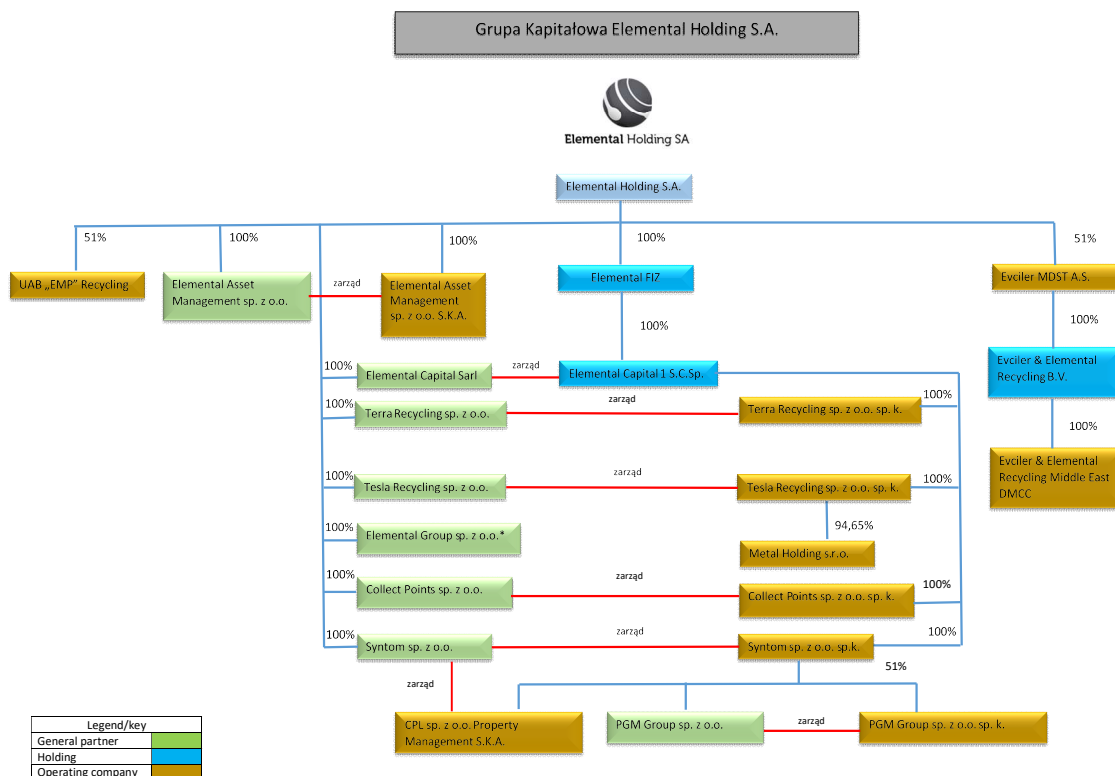 Grupa Kapitałowa Elemental Holding S.A.
Elemental Holding SA
Elemental Holding S.A.
51%
100%
100%
100%
51%
UAB „EMP” Recycling
Elemental Asset
Management sp. z o.o.
zarząd
Elemental Asset
Management
sp. z o.o. S.K.A.
Elemental FIZ
Evciler MDST A.S.
100%
100%
100%
Elemental Capital Sarl
zarząd
Elemental Capital 1 S.C.Sp.
Evciler & Elemental
Recycling B.V.
100%
Terra Recycling sp. z o.o.
zarząd
Terra Recycling sp. z o.o. sp. k.
100%
100%
Evciler & Elemental
Recycling Middle East
DMCC
100%
Tesla Recycling sp. z o.o.
zarząd
Tesla Recycling sp. z o.o. sp. k.
100%
94,65%
100%
Elemental Group sp. z o.o.*
Metal Holding s.r.o.
100%
Collect Points sp. z o.o.
zarząd
Collect Points sp. z o.o. sp. k.
100%
100%
Syntom sp. z o.o.
zarząd
Syntom sp. z o.o. sp.k.
100%
51%
zarząd
CPL sp. z o.o. Property
Management S.K.A.
PGM Group sp. z o.o.
zarząd
PGM Group sp. z o.o. sp. k.
Legend/key
General partner
Holding
Operating company